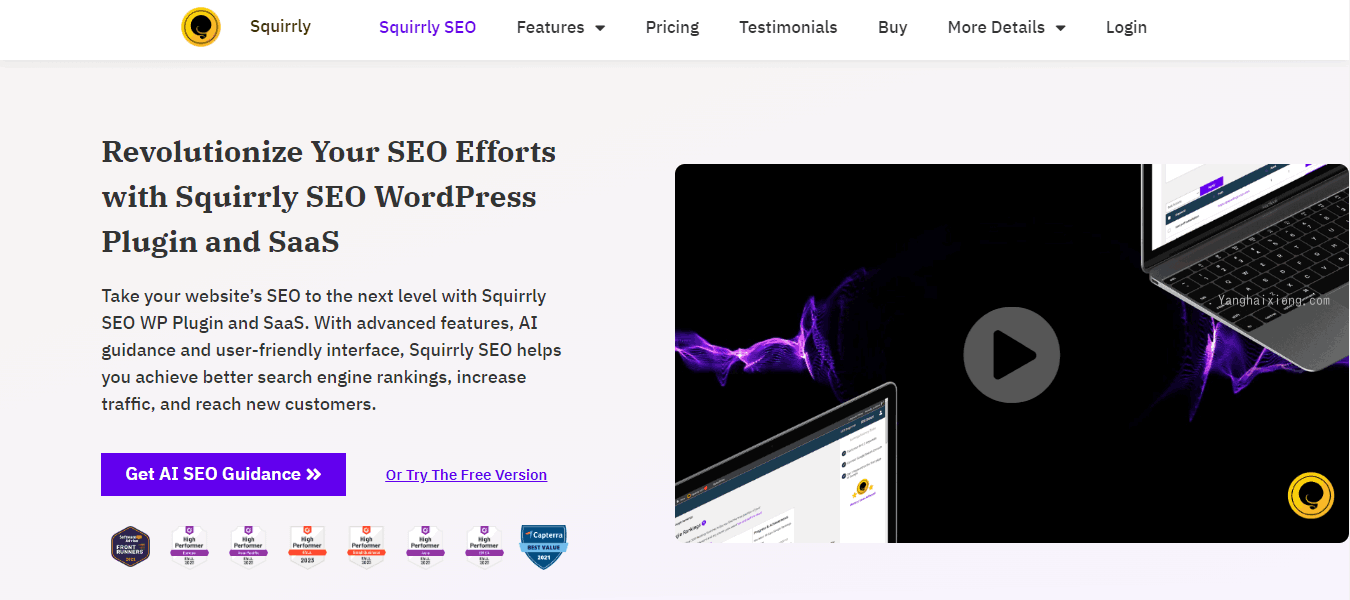 Squirrly
Squirrly SEO
Features
Pricing
Testimonials
Buy
More Details
Login
Revolutionize Your SEO Efforts
with Squirrly SEO WordPress
Plugin and SaaS
Take your website’s SEO to the next level with Squirrly
SEO WP Plugin and SaaS. With advanced features, AI
guidance and user-friendly interface, Squirrly SEO helps
you achieve better search engine rankings, increase
traffic, and reach new customers.
Get AI SEO Guidance »
Or Try The Free Version
Yanghaixiong.com
Software Advice
FRONT
RUNNERS
High
Performer
High
Performer
High
Performer
High
Performer
High
Performer
High
Performer
Capterra
BEST VALUE
2021